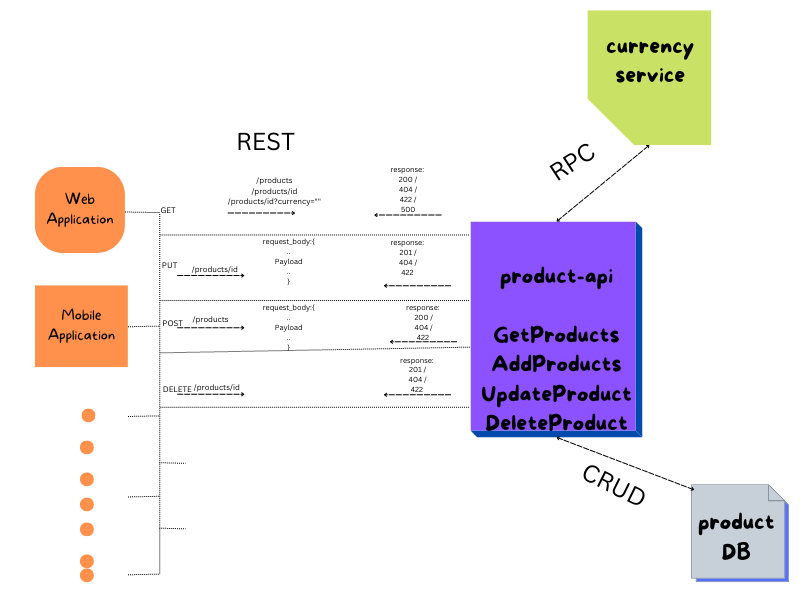 currency
service
RPC
REST
Web
Application
GET
/products
/products/id
/products/id?currency=""
response:
200 /
404 /
422 /
500
PUT
/products/id
request_body:{
..
Payload
..
}
response:
201 /
404 /
422
Mobile
Application
POST
/products
request_body:{
..
Payload
..
}
response:
200 /
404 /
422
DELETE
/products/id
response:
201 /
404 /
422
product-api
GetProducts
AddProducts
UpdateProduct
DeleteProduct
CRUD
product
DB